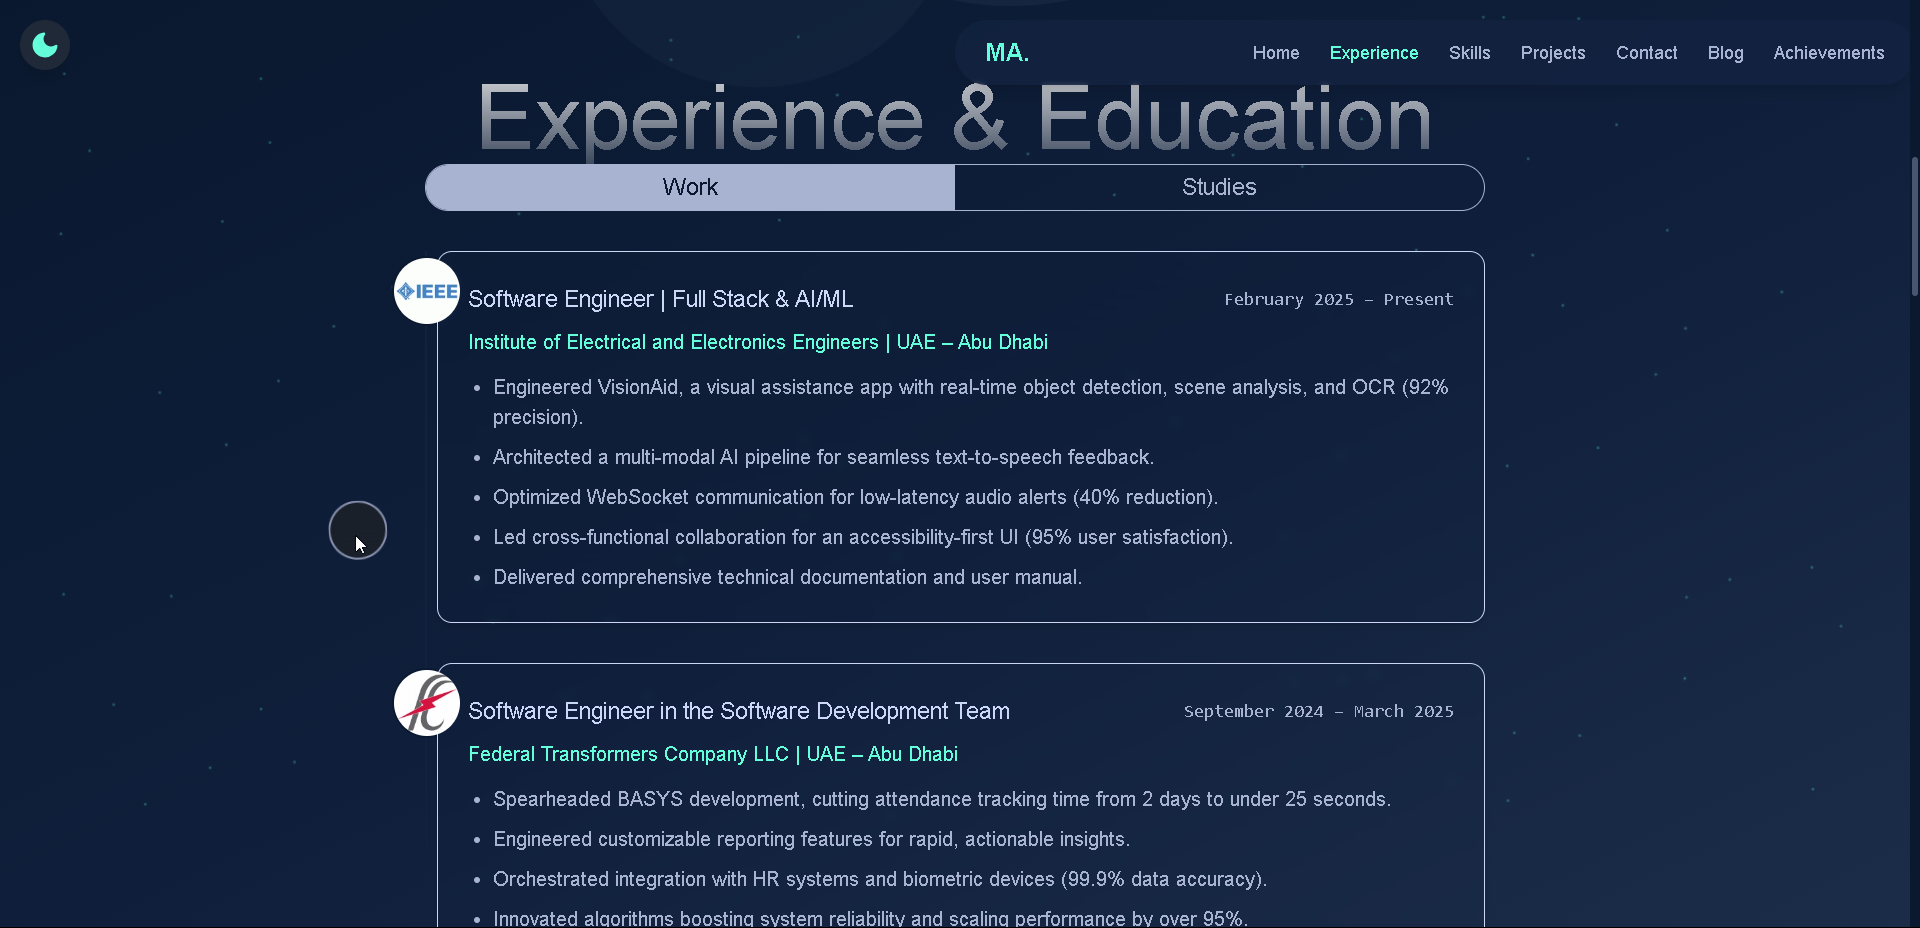 MA.
Home Experience Skills Projects Contact Blog Achievements
Experience & Education
Work Studies
IEEE
Software Engineer | Full Stack & AI/ML February 2025 – Present
Institute of Electrical and Electronics Engineers | UAE – Abu Dhabi
• Engineered VisionAid, a visual assistance app with real-time object detection, scene analysis, and OCR (92%
precision).
• Architected a multi-modal AI pipeline for seamless text-to-speech feedback.
• Optimized WebSocket communication for low-latency audio alerts (40% reduction).
• Led cross-functional collaboration for an accessibility-first UI (95% user satisfaction).
• Delivered comprehensive technical documentation and user manual.
Software Engineer in the Software Development Team September 2024 – March 2025
Federal Transformers Company LLC | UAE – Abu Dhabi
• Spearheaded BASYS development, cutting attendance tracking time from 2 days to under 25 seconds.
• Engineered customizable reporting features for rapid, actionable insights.
• Orchestrated integration with HR systems and biometric devices (99.9% data accuracy).
• Innovated algorithms boosting system reliability and scaling performance by over 95%.